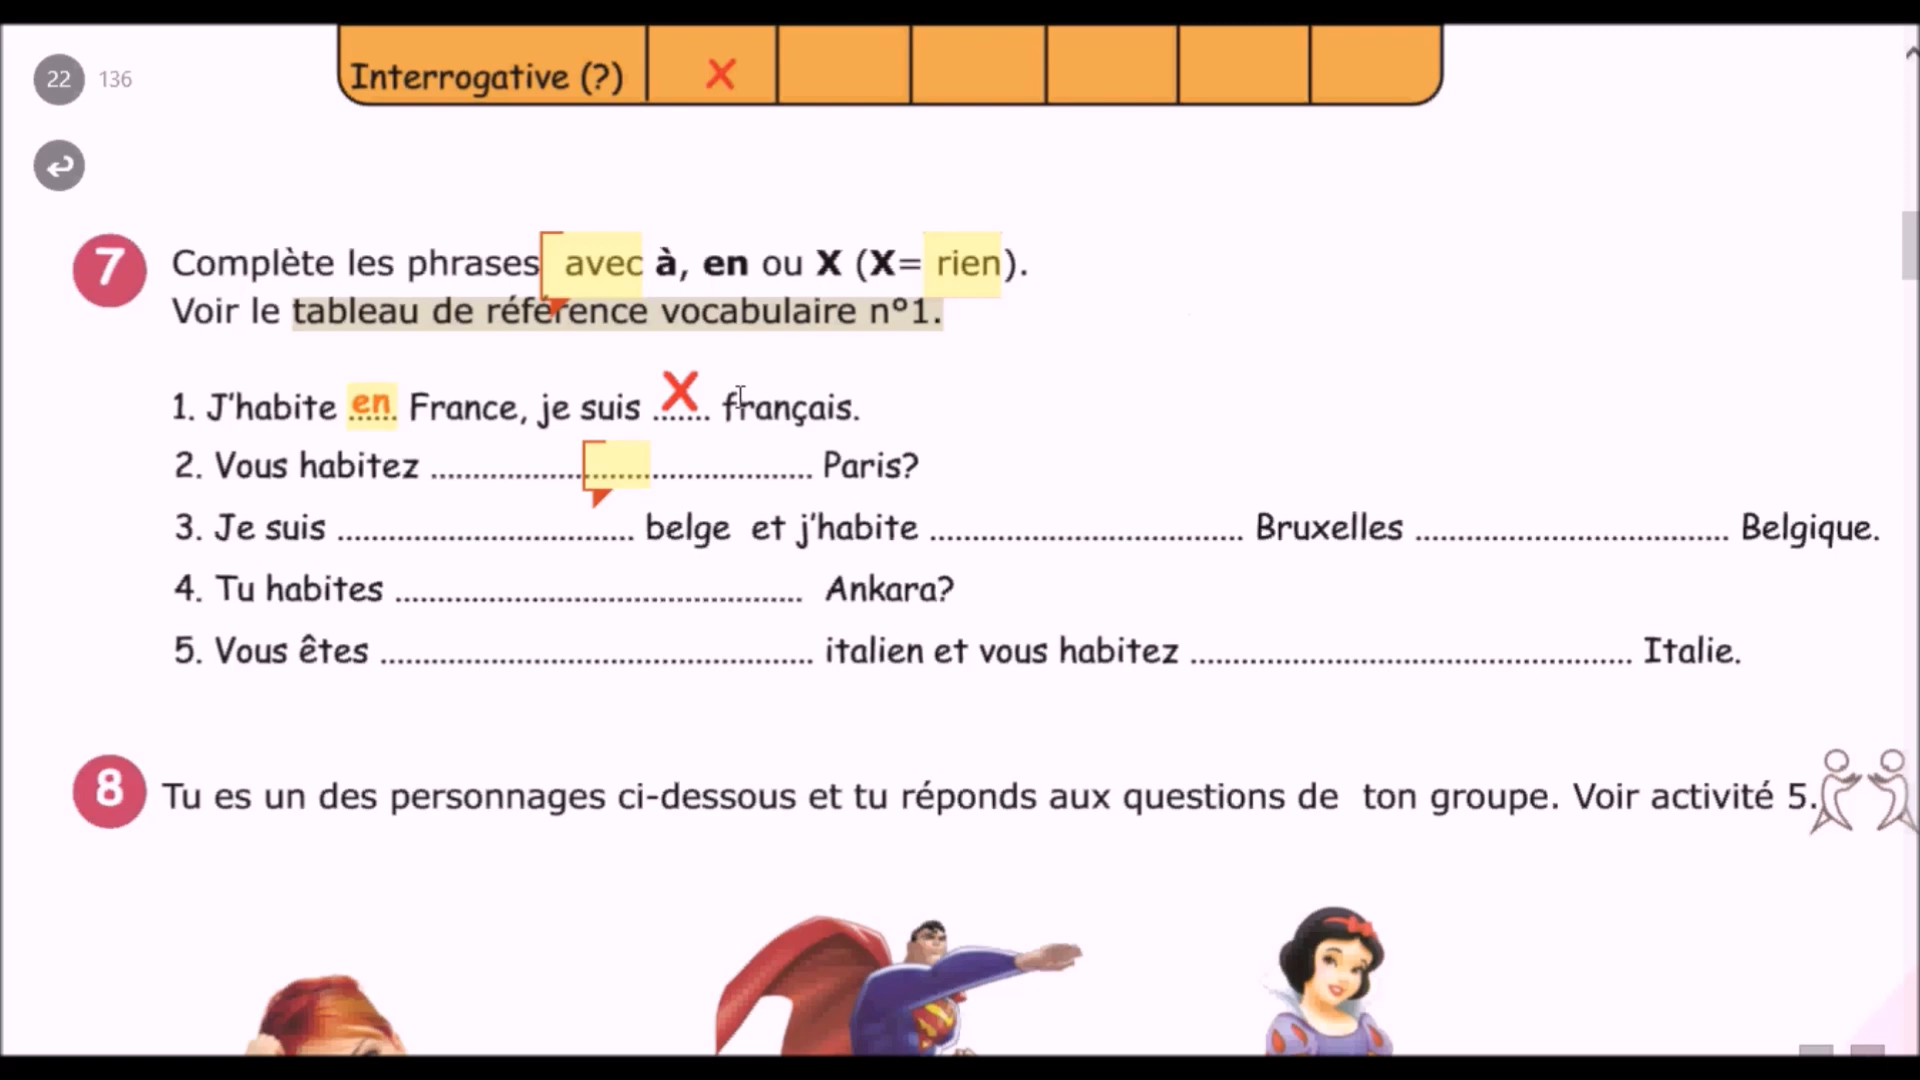 Interrogative (?) X
22 136
7 Complète les phrases avec à, en ou X (X= rien).
Voir le tableau de référence vocabulaire nº1.
1. J'habite en France, je suis X ....... français.
2. Vous habitez ............................................. Paris?
3. Je suis ................................... belge et j'habite ..................................... Bruxelles ..................................... Belgique.
4. Tu habites ................................................ Ankara?
5. Vous êtes ................................................... italien et vous habitez .................................................... Italie.
8 Tu es un des personnages ci-dessous et tu réponds aux questions de ton groupe. Voir activité 5.